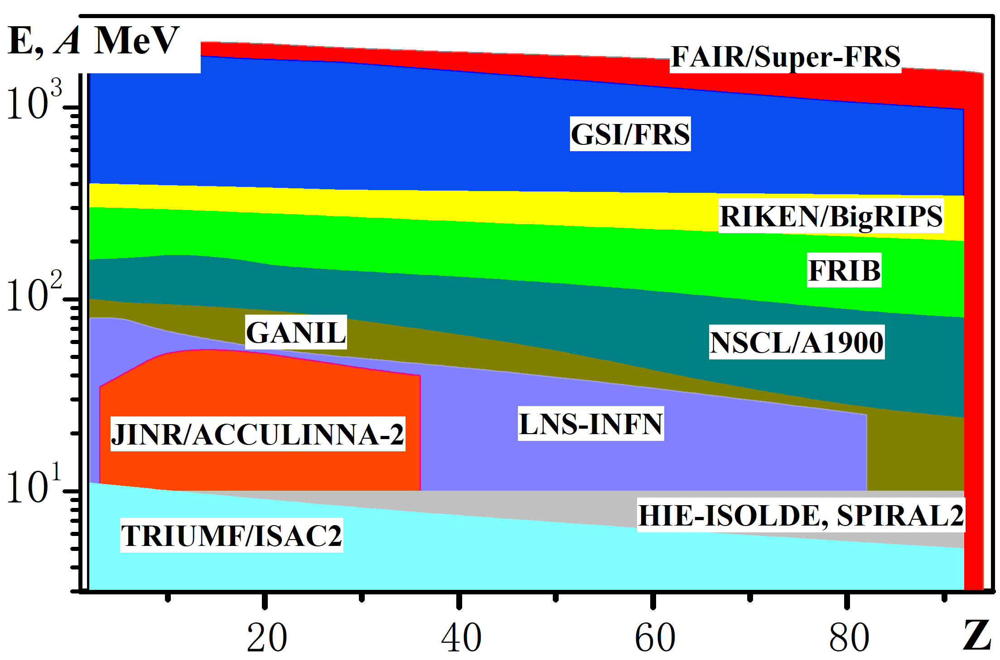 E, A MeV
FAIR/Super-FRS
10³
GSI/FRS
RIKEN/BigRIPS
FRIB
10²
GANIL
NSCL/A1900
LNS-INFN
JINR/ACCULINNA-2
10¹
HIE-ISOLDE, SPIRAL2
TRIUMF/ISAC2
20 40 60 80 Z